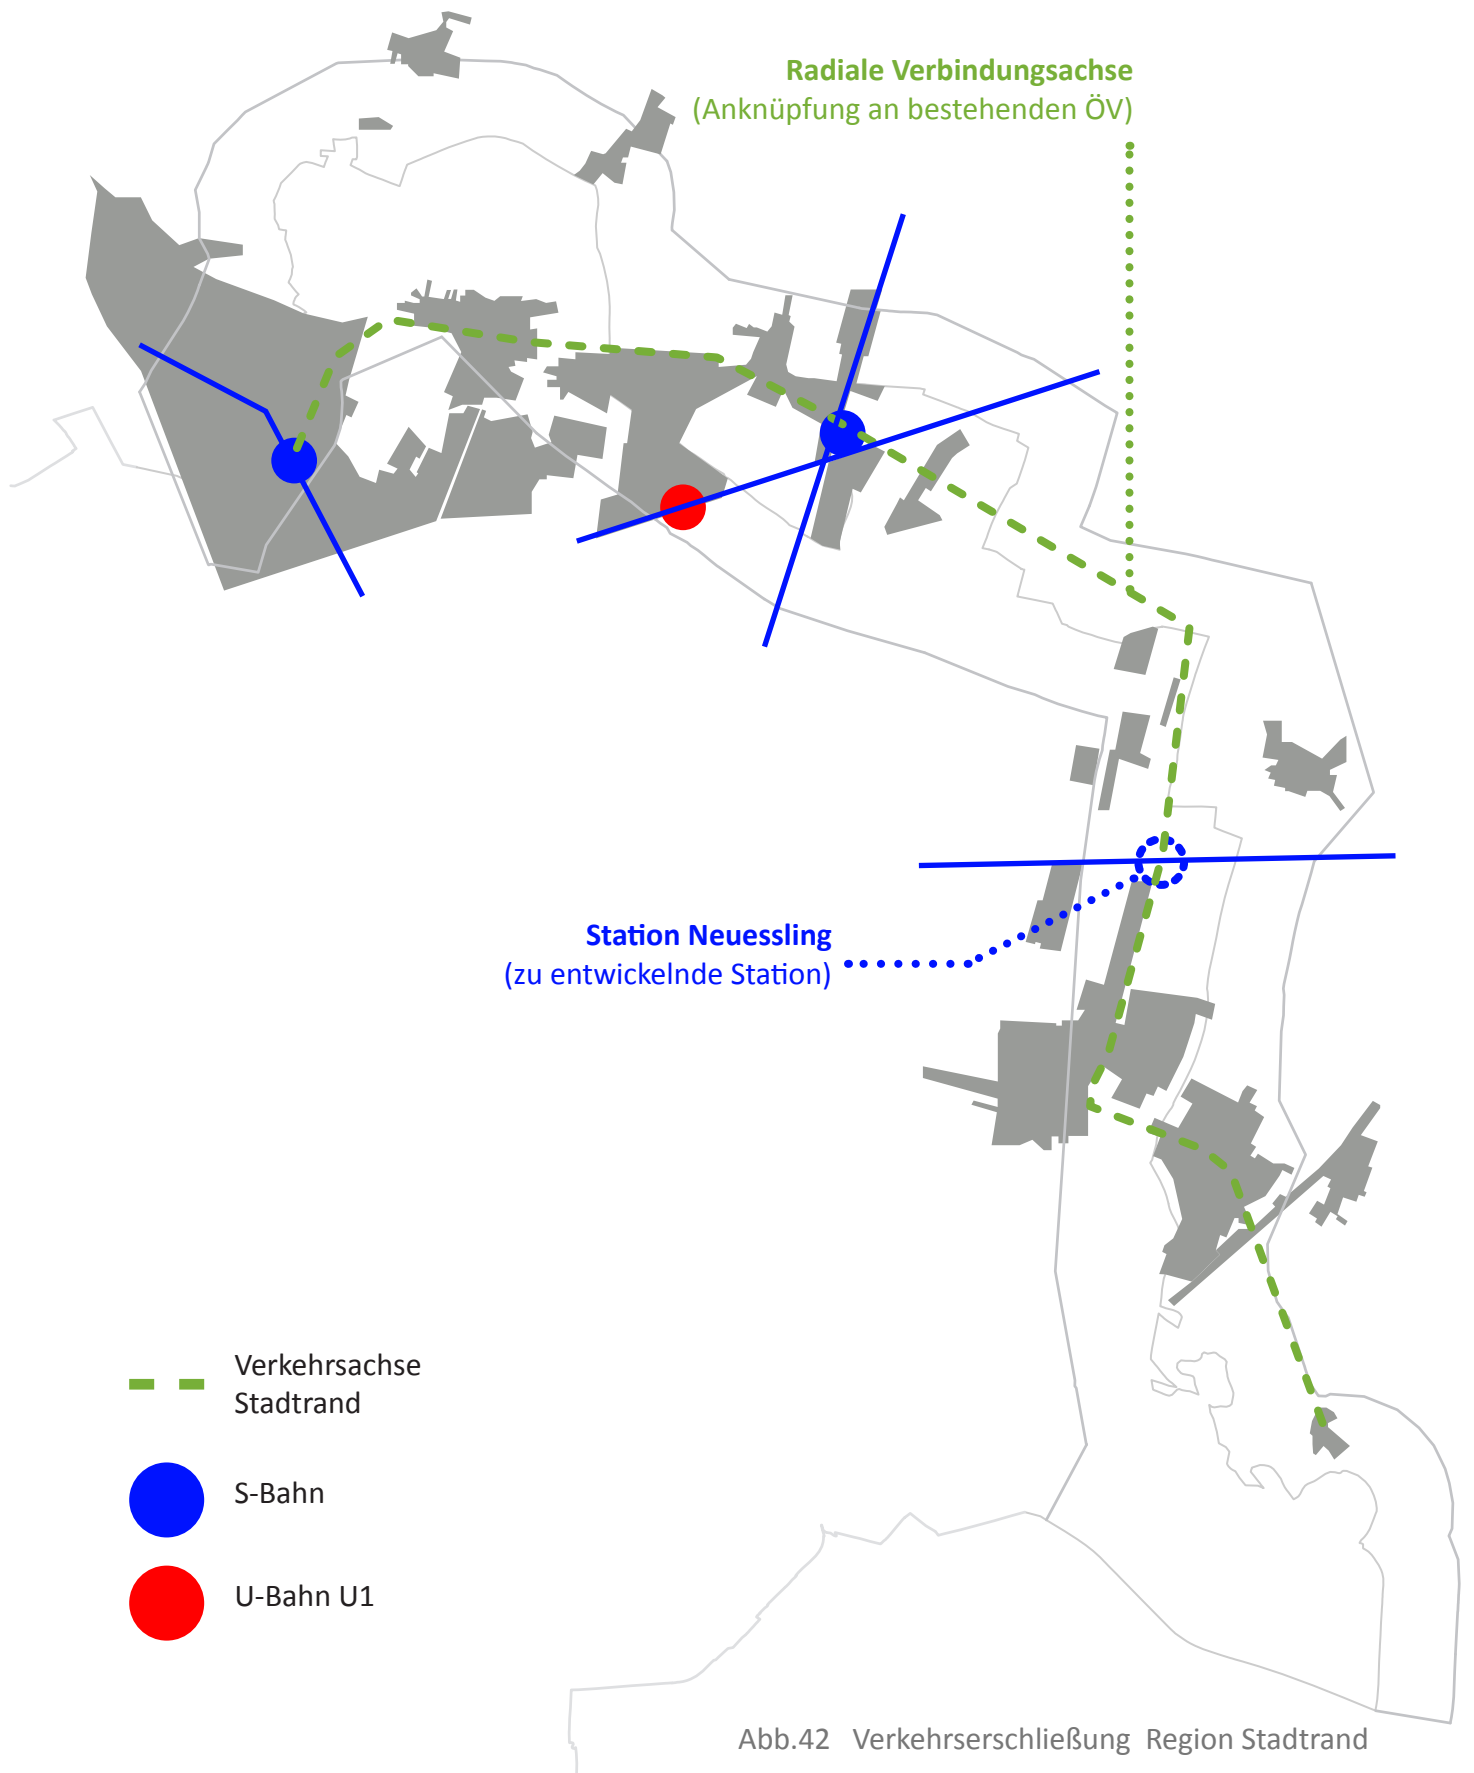 Radiale Verbindungsachse
(Anknüpfung an bestehenden ÖV)
Station Neuessling
(zu entwickelnde Station)
Verkehrsachse
Stadtrand
S-Bahn
U-Bahn U1
Abb.42 Verkehrserschließung Region Stadtrand